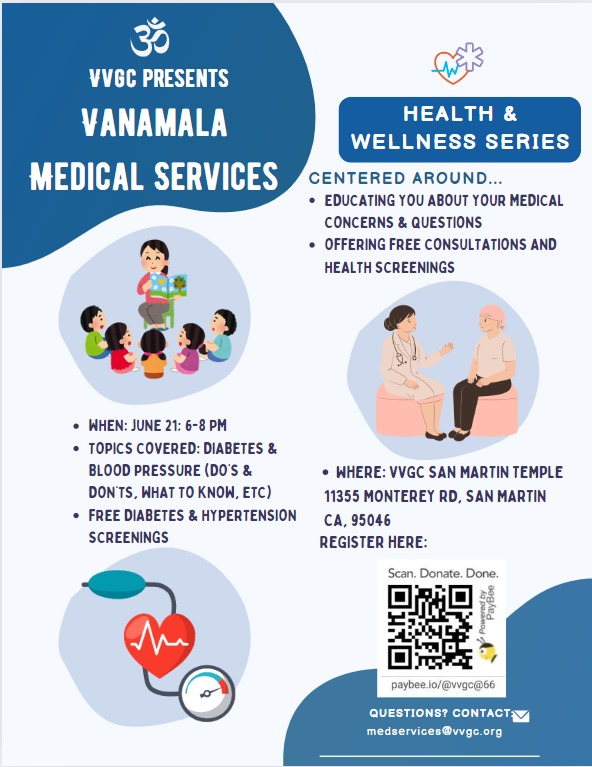 ॐ
VVGC PRESENTS
VANAMALA
MEDICAL SERVICES
HEALTH &
WELLNESS SERIES
CENTERED AROUND...
• EDUCATING YOU ABOUT YOUR MEDICAL
CONCERNS & QUESTIONS
• OFFERING FREE CONSULTATIONS AND
HEALTH SCREENINGS
• WHEN: JUNE 21; 6-8 PM
• TOPICS COVERED: DIABETES &
BLOOD PRESSURE (DO'S &
DON'TS, WHAT TO KNOW, ETC)
• FREE DIABETES & HYPERTENSION
SCREENINGS
• WHERE: VVGC SAN MARTIN TEMPLE
11355 MONTEREY RD, SAN MARTIN
CA, 95046
REGISTER HERE:
Scan. Donate. Done.
Powered by
PayBee
paybee.io/@vvgc@66
QUESTIONS? CONTACT:
medservices@vvgc.org